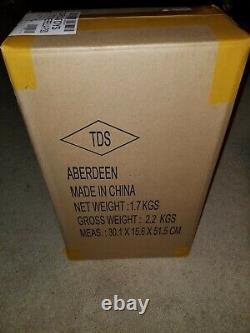 TDS
ABERDEEN
MADE IN CHINA
NET WEIGHT :1.7 KGS
GROSS WEIGHT : 2.2 KGS
MEAS. : 30.1 X 15.6 X 51.5 CM